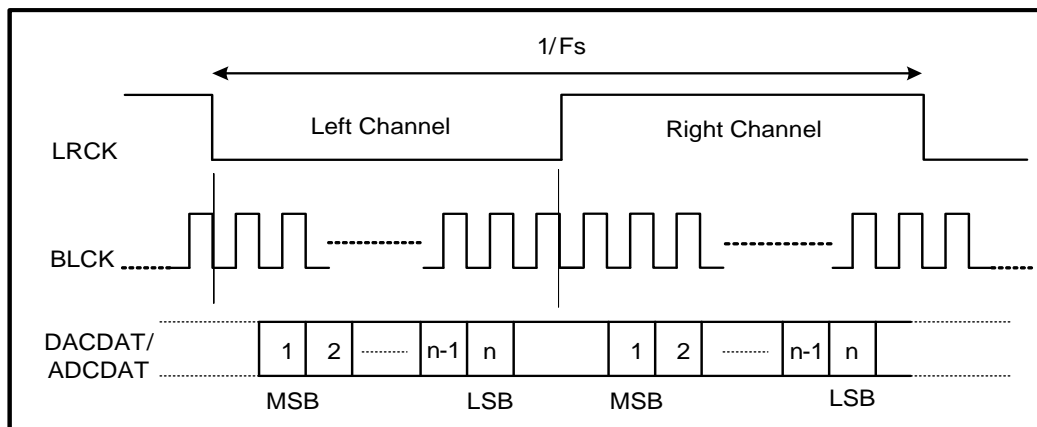 1/Fs
Left Channel
Right Channel
LRCK
BLCK
DACDAT/
ADCDAT
1 2 n-1 n 1 2 n-1 n
MSB LSB MSB LSB